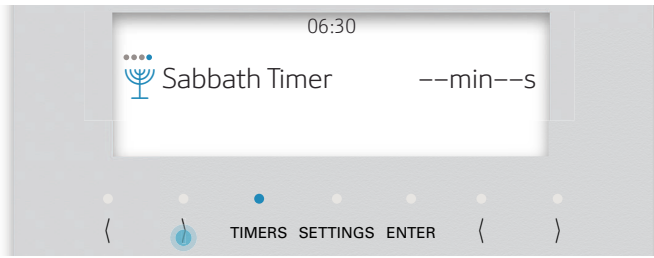 06:30
Sabbath Timer ––min––s
⟨ ⟩ TIMERS SETTINGS ENTER ⟨ ⟩